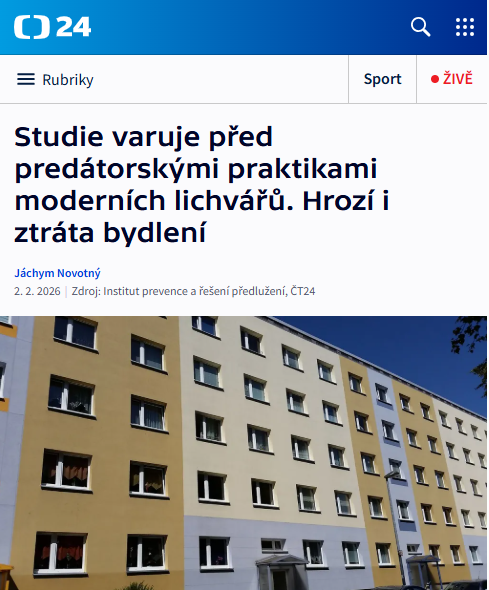 24
Rubriky
Sport
ŽIVĚ
Studie varuje před
predátorskými praktikami
moderních lichvářů. Hrozí i
ztráta bydlení
Jáchym Novotný
2. 2. 2026 | Zdroj: Institut prevence a řešení předlužení, ČT24